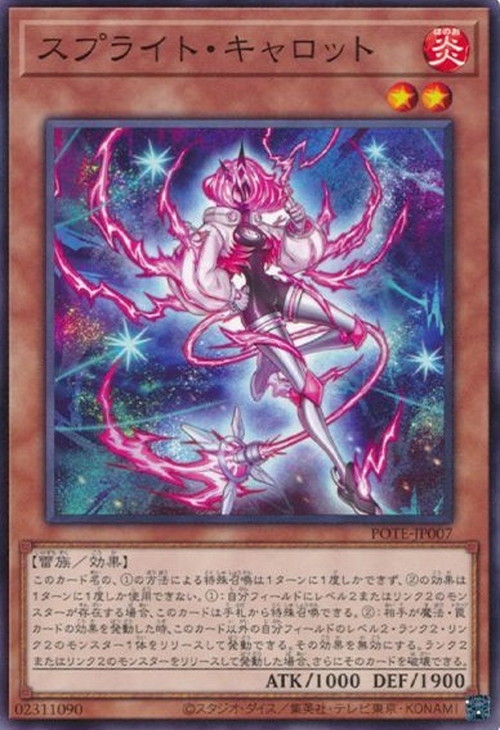 スプライト・キャロット
炎
POTE-JP007
【雷族／効果】
このカード名の、①の方法による特殊召喚は1ターンに1度しかできず、②の効果は
1ターンに1度しか使用できない。①：自分フィールドにレベル2またはリンク2のモン
スターが存在する場合、このカードは手札から特殊召喚できる。②：相手が魔法・罠
カードの効果を発動した時、このカード以外の自分フィールドのレベル2・ランク2・リン
ク2のモンスター1体をリリースして発動できる。その効果を無効にする。ランク2
またはリンク2のモンスターをリリースして発動した場合、さらにそのカードを破壊できる。
ATK/1000 DEF/1900
02311090
©スタジオ・ダイス／集英社・テレビ東京・KONAMI